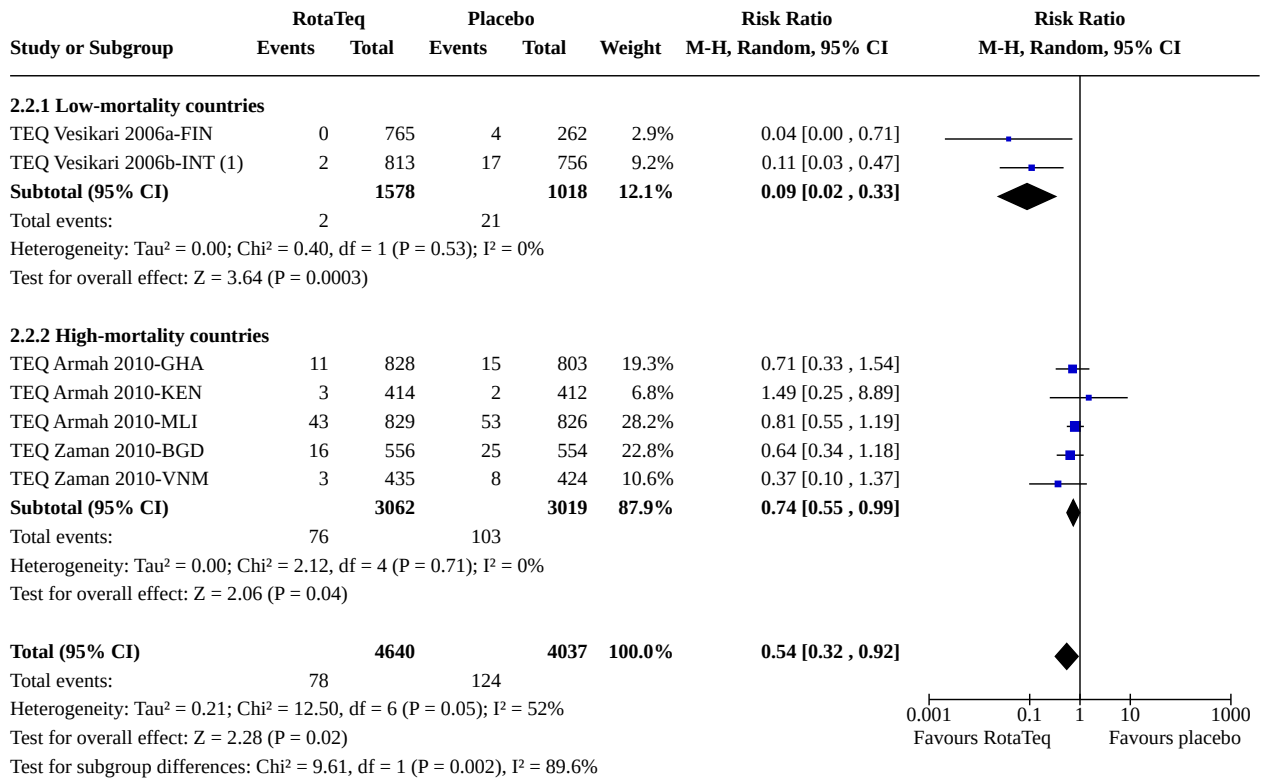 RotaTeq Placebo Risk Ratio Risk Ratio
Study or Subgroup Events Total Events Total Weight M-H, Random, 95% CI M-H, Random, 95% CI
2.2.1 Low-mortality countries
TEQ Vesikari 2006a-FIN 0 765 4 262 2.9% 0.04 [0.00 , 0.71]
TEQ Vesikari 2006b-INT (1) 2 813 17 756 9.2% 0.11 [0.03 , 0.47]
Subtotal (95% CI) 1578 1018 12.1% 0.09 [0.02 , 0.33]
Total events: 2 21
Heterogeneity: Tau² = 0.00; Chi² = 0.40, df = 1 (P = 0.53); I² = 0%
Test for overall effect: Z = 3.64 (P = 0.0003)
2.2.2 High-mortality countries
TEQ Armah 2010-GHA 11 828 15 803 19.3% 0.71 [0.33 , 1.54]
TEQ Armah 2010-KEN 3 414 2 412 6.8% 1.49 [0.25 , 8.89]
TEQ Armah 2010-MLI 43 829 53 826 28.2% 0.81 [0.55 , 1.19]
TEQ Zaman 2010-BGD 16 556 25 554 22.8% 0.64 [0.34 , 1.18]
TEQ Zaman 2010-VNM 3 435 8 424 10.6% 0.37 [0.10 , 1.37]
Subtotal (95% CI) 3062 3019 87.9% 0.74 [0.55 , 0.99]
Total events: 76 103
Heterogeneity: Tau² = 0.00; Chi² = 2.12, df = 4 (P = 0.71); I² = 0%
Test for overall effect: Z = 2.06 (P = 0.04)
Total (95% CI) 4640 4037 100.0% 0.54 [0.32 , 0.92]
Total events: 78 124
Heterogeneity: Tau² = 0.21; Chi² = 12.50, df = 6 (P = 0.05); I² = 52%
0.001 0.1 1 10 1000
Test for overall effect: Z = 2.28 (P = 0.02) Favours RotaTeq Favours placebo
Test for subgroup differences: Chi² = 9.61, df = 1 (P = 0.002), I² = 89.6%